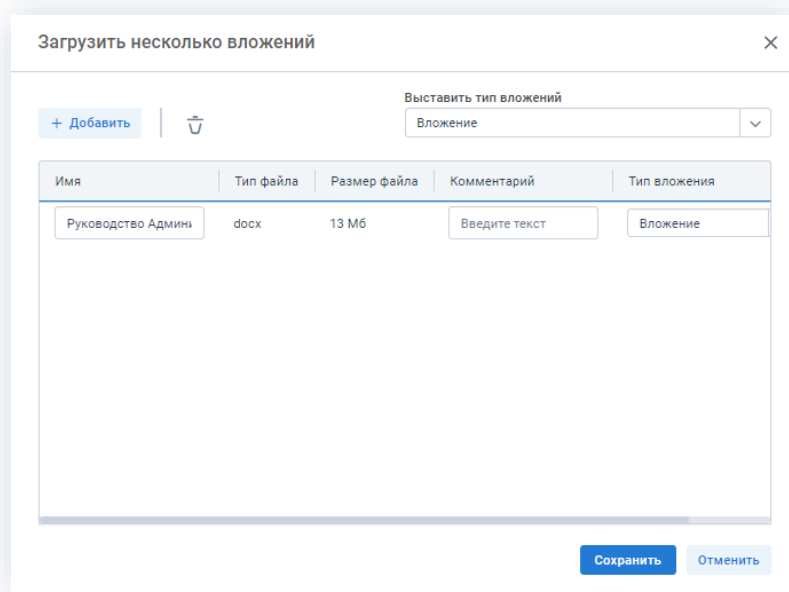 Загрузить несколько вложений
Выставить тип вложений
+ Добавить
Вложение
Имя Тип файла Размер файла Комментарий Тип вложения
Руководство Админи docx 13 Мб Введите текст Вложение
Сохранить Отменить